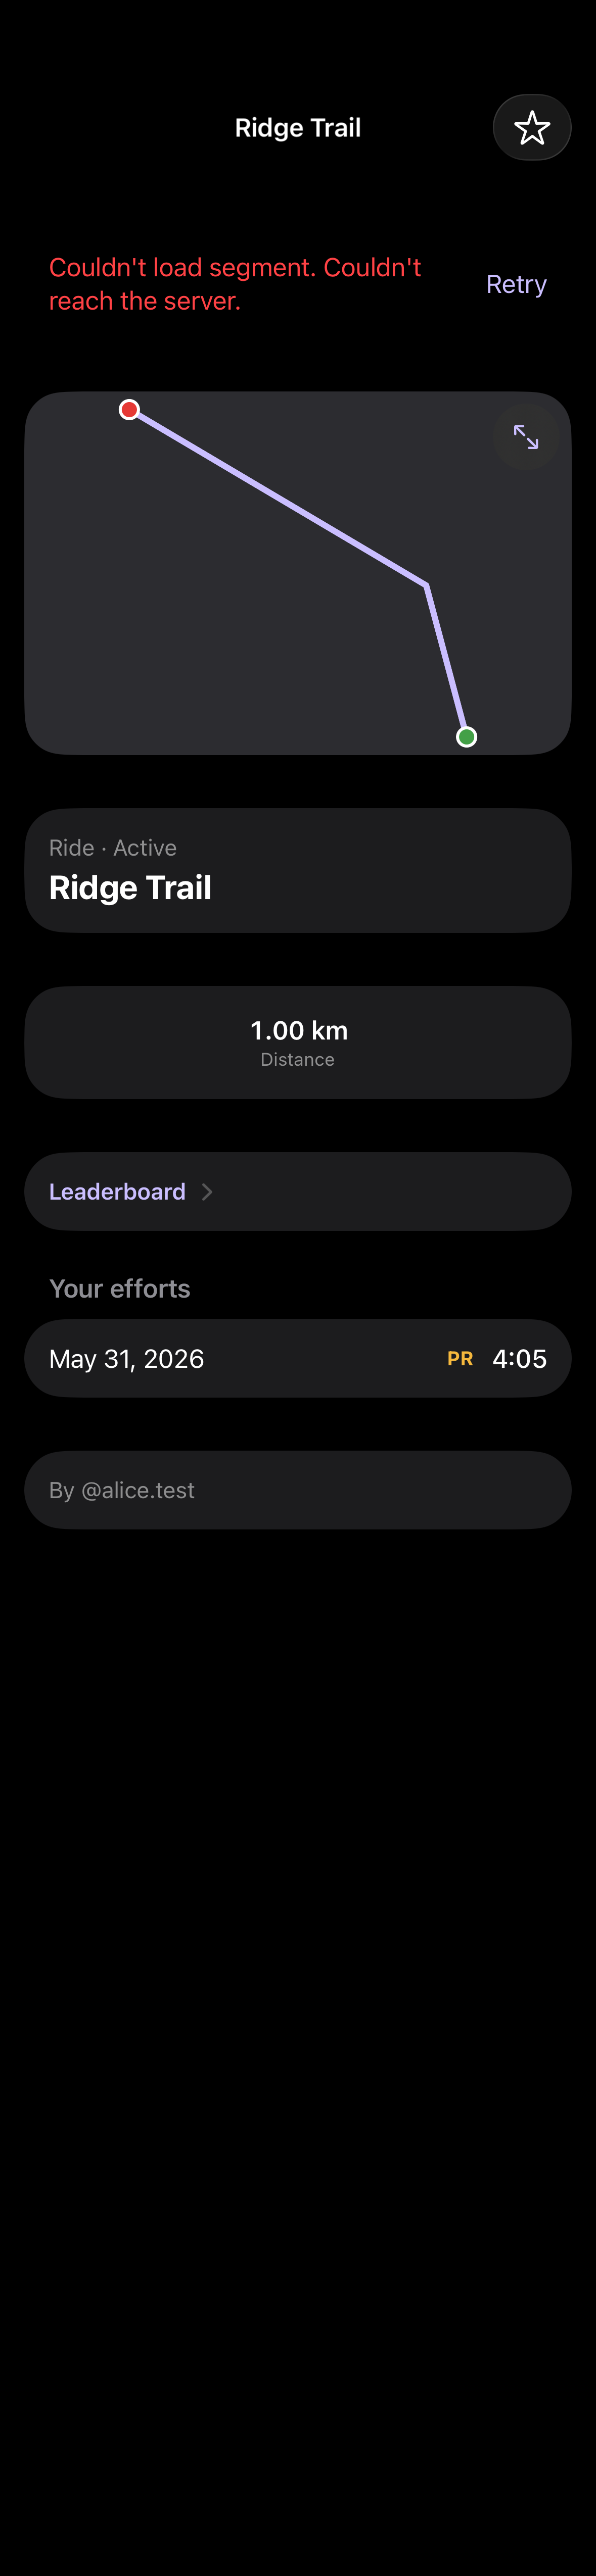 Ridge Trail
Couldn't load segment. Couldn't
reach the server.
Retry
Ride · Active
Ridge Trail
1.00 km
Distance
Leaderboard
Your efforts
May 31, 2026 PR 4:05
By @alice.test